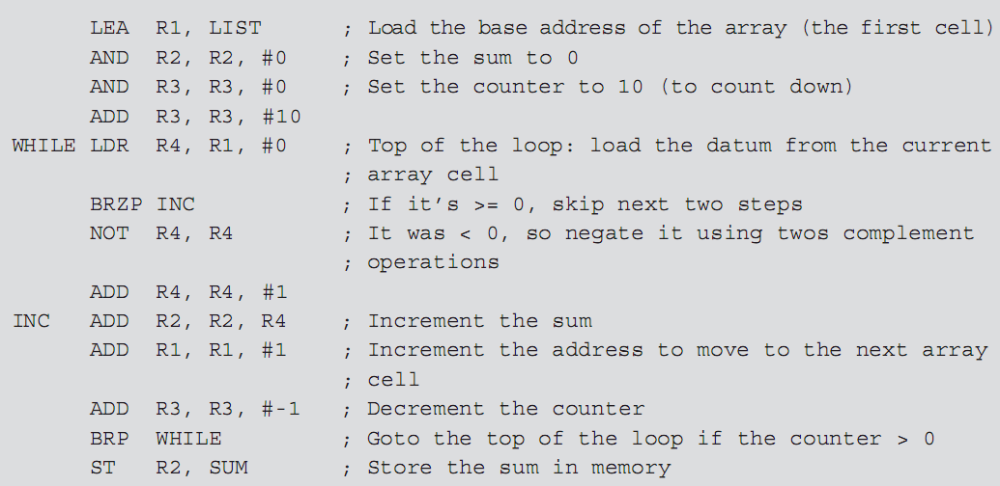 LEA R1, LIST ; Load the base address of the array (the first cell)
AND R2, R2, #0 ; Set the sum to 0
AND R3, R3, #0 ; Set the counter to 10 (to count down)
ADD R3, R3, #10
WHILE LDR R4, R1, #0 ; Top of the loop: load the datum from the current
; array cell
BRZP INC ; If it’s >= 0, skip next two steps
NOT R4, R4 ; It was < 0, so negate it using twos complement
; operations
ADD R4, R4, #1
INC ADD R2, R2, R4 ; Increment the sum
ADD R1, R1, #1 ; Increment the address to move to the next array
; cell
ADD R3, R3, #-1 ; Decrement the counter
BRP WHILE ; Goto the top of the loop if the counter > 0
ST R2, SUM ; Store the sum in memory